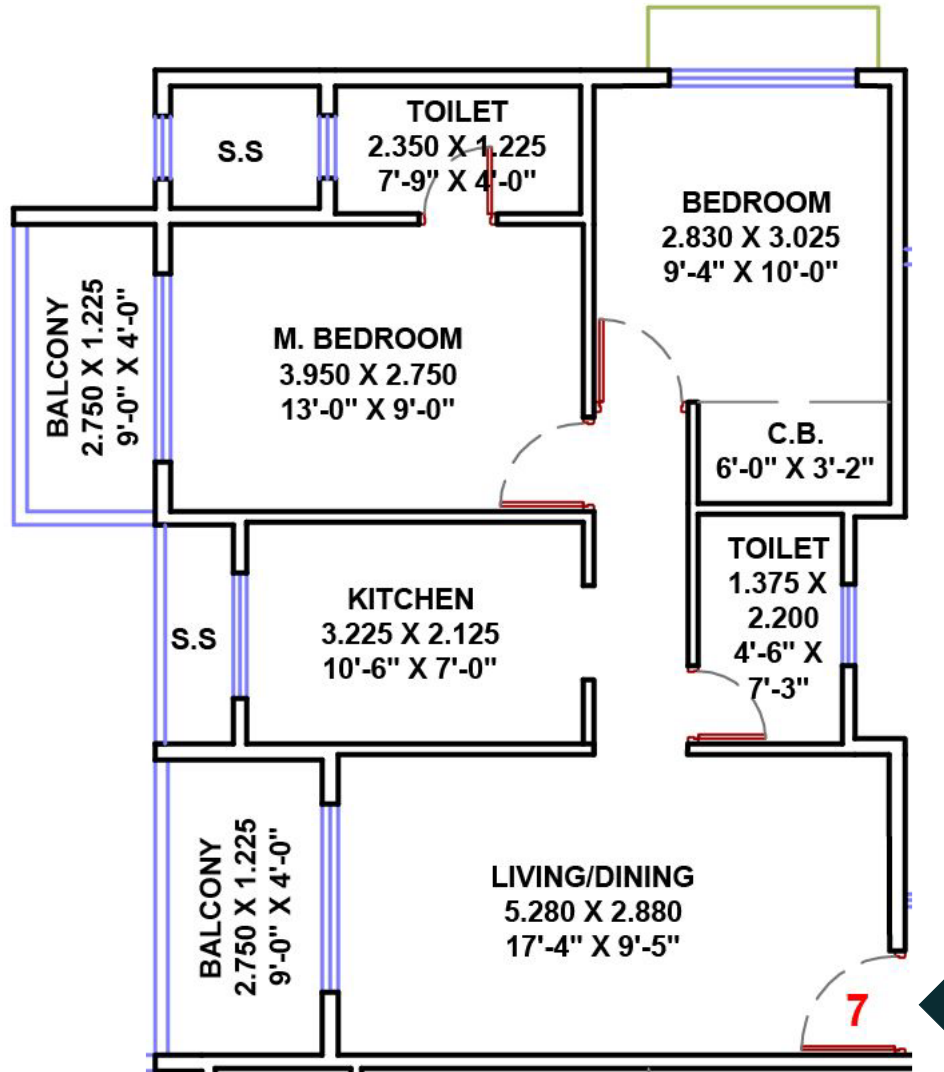 TOILET
2.350 X 1.225
7'-9" X 4'-0"
S.S
BEDROOM
2.830 X 3.025
9'-4" X 10'-0"
BALCONY
2.750 X 1.225
9'-0" X 4'-0"
M. BEDROOM
3.950 X 2.750
13'-0" X 9'-0"
C.B.
6'-0" X 3'-2"
TOILET
1.375 X
2.200
4'-6" X
7'-3"
KITCHEN
3.225 X 2.125
10'-6" X 7'-0"
S.S
BALCONY
2.750 X 1.225
9'-0" X 4'-0"
LIVING/DINING
5.280 X 2.880
17'-4" X 9'-5"
7